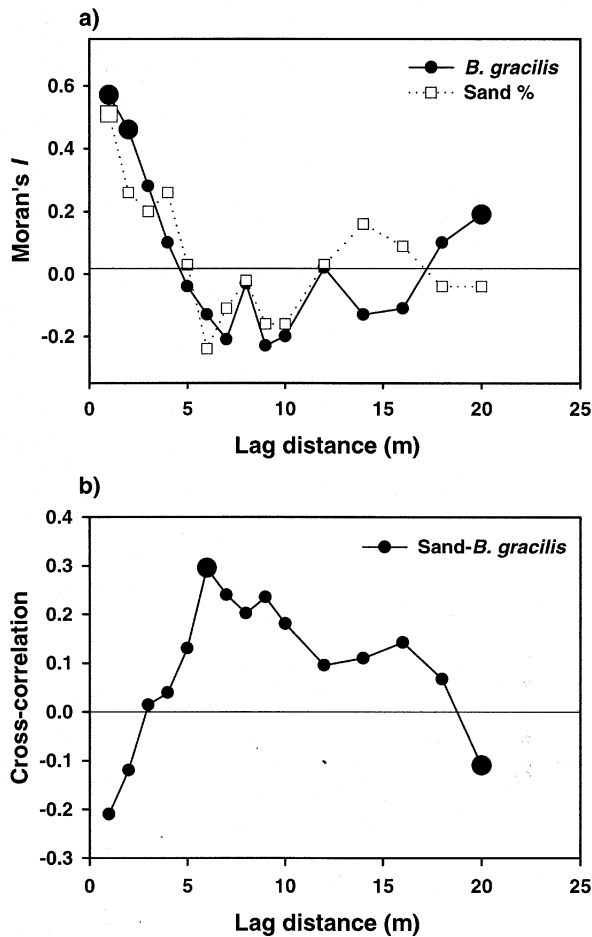 a)
B. gracilis
Sand %
0.6
0.4
0.2
0.0
-0.2
Moran's I
0 5 10 15 20 25
Lag distance (m)
b)
0.4
Sand-B. gracilis
0.3
0.2
0.1
0.0
-0.1
-0.2
-0.3
Cross-correlation
0 5 10 15 20 25
Lag distance (m)